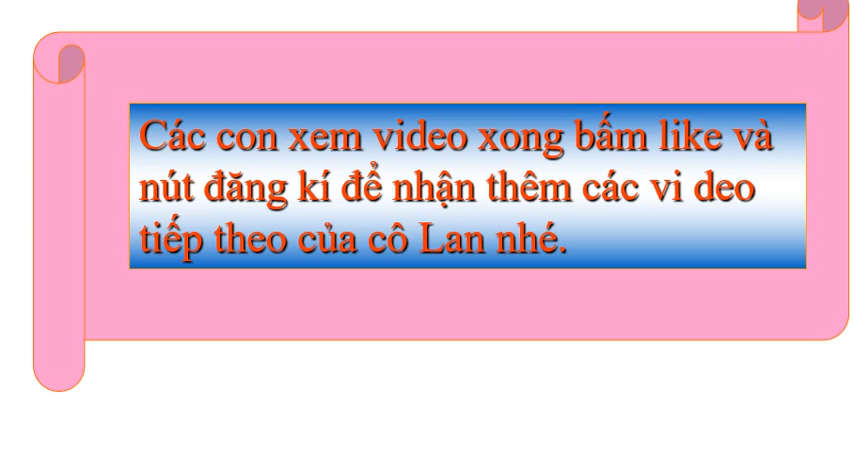 Các con xem video xong bấm like và
nút đăng kí để nhận thêm các vi deo
tiếp theo của cô Lan nhé.